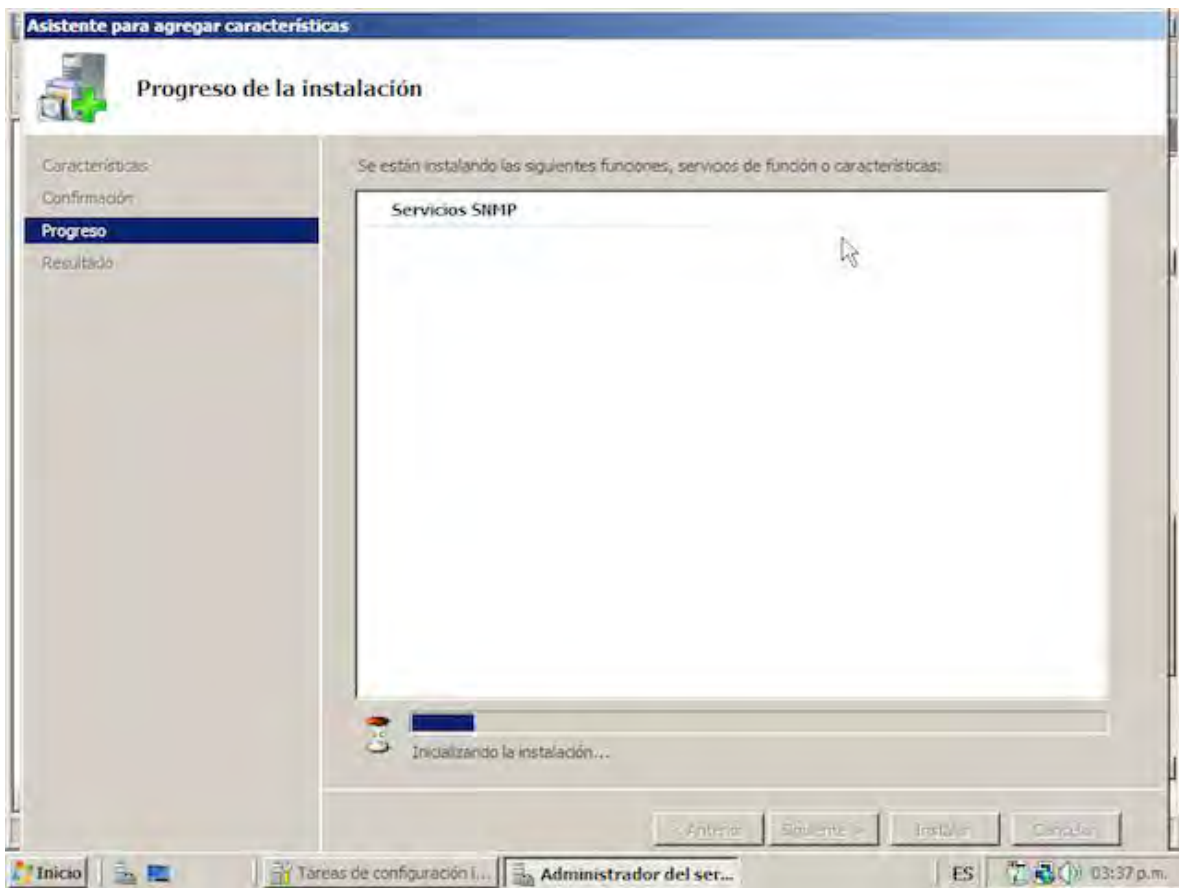 Asistente para agregar características
Progreso de la instalación
Características
Confirmación
Progreso
Resultado
Se están instalando las siguientes funciones, servicios de función o características:
Servicios SNMP
Inicializando la instalación...
< Anterior
Siguiente >
Instalar
Cancelar
Inicio
Tareas de configuración i...
Administrador del ser...
ES
03:37 p.m.